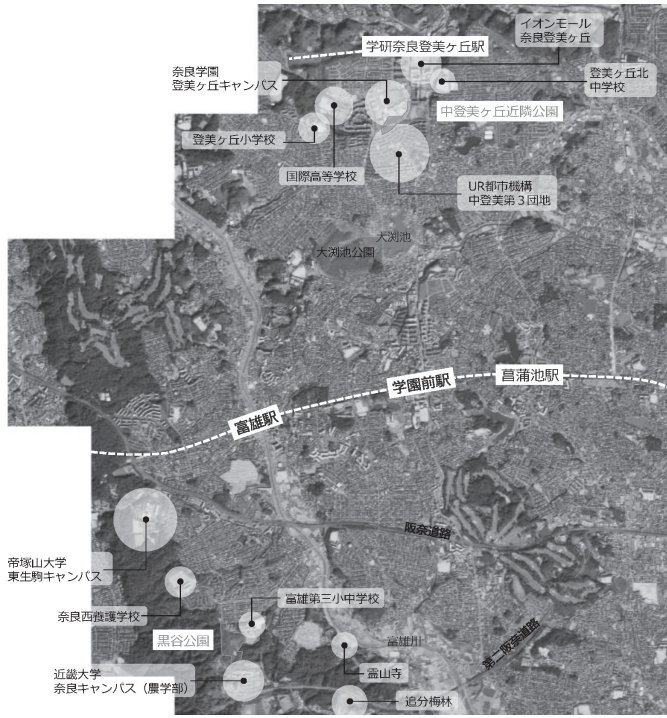 イオンモール
奈良登美ヶ丘
学研奈良登美ヶ丘駅
奈良学園
登美ヶ丘キャンパス
登美ヶ丘北
中学校
中登美ヶ丘近隣公園
登美ヶ丘小学校
国際高等学校
UR都市機構
中登美第3団地
大渕池
大渕池公園
菖蒲池駅
学園前駅
富雄駅
阪奈道路
帝塚山大学
東生駒キャンパス
奈良西養護学校
富雄第三小中学校
黒谷公園
富雄川
第二阪奈道路
霊山寺
近畿大学
奈良キャンパス（農学部）
追分梅林